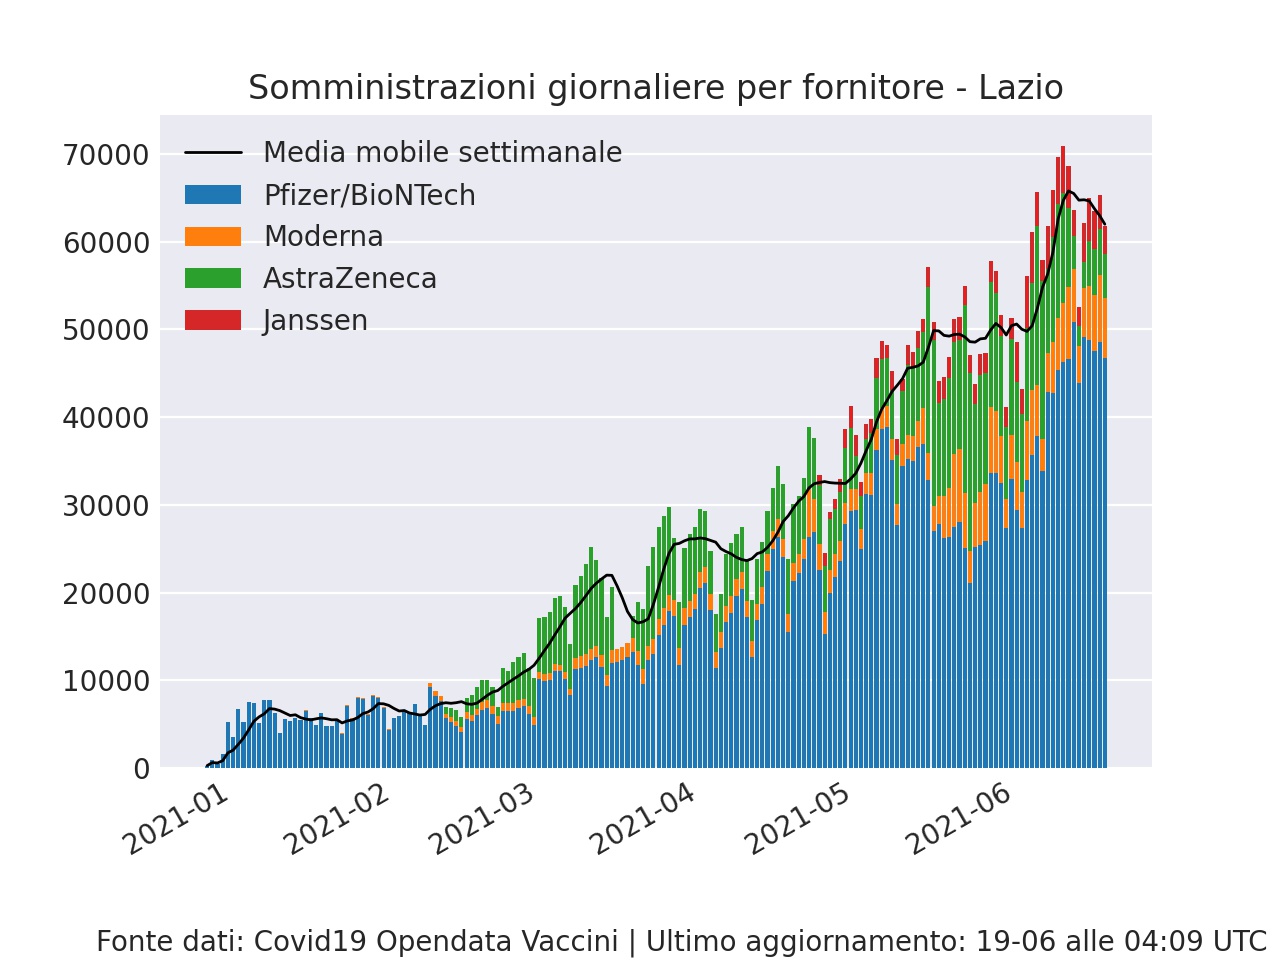 Somministrazioni giornaliere per fornitore - Lazio
70000
60000
50000
40000
30000
20000
10000
0
Media mobile settimanale
Pfizer/BioNTech
Moderna
AstraZeneca
Janssen
2021-01
2021-02
2021-03
2021-04
2021-05
2021-06
Fonte dati: Covid19 Opendata Vaccini | Ultimo aggiornamento: 19-06 alle 04:09 UTC